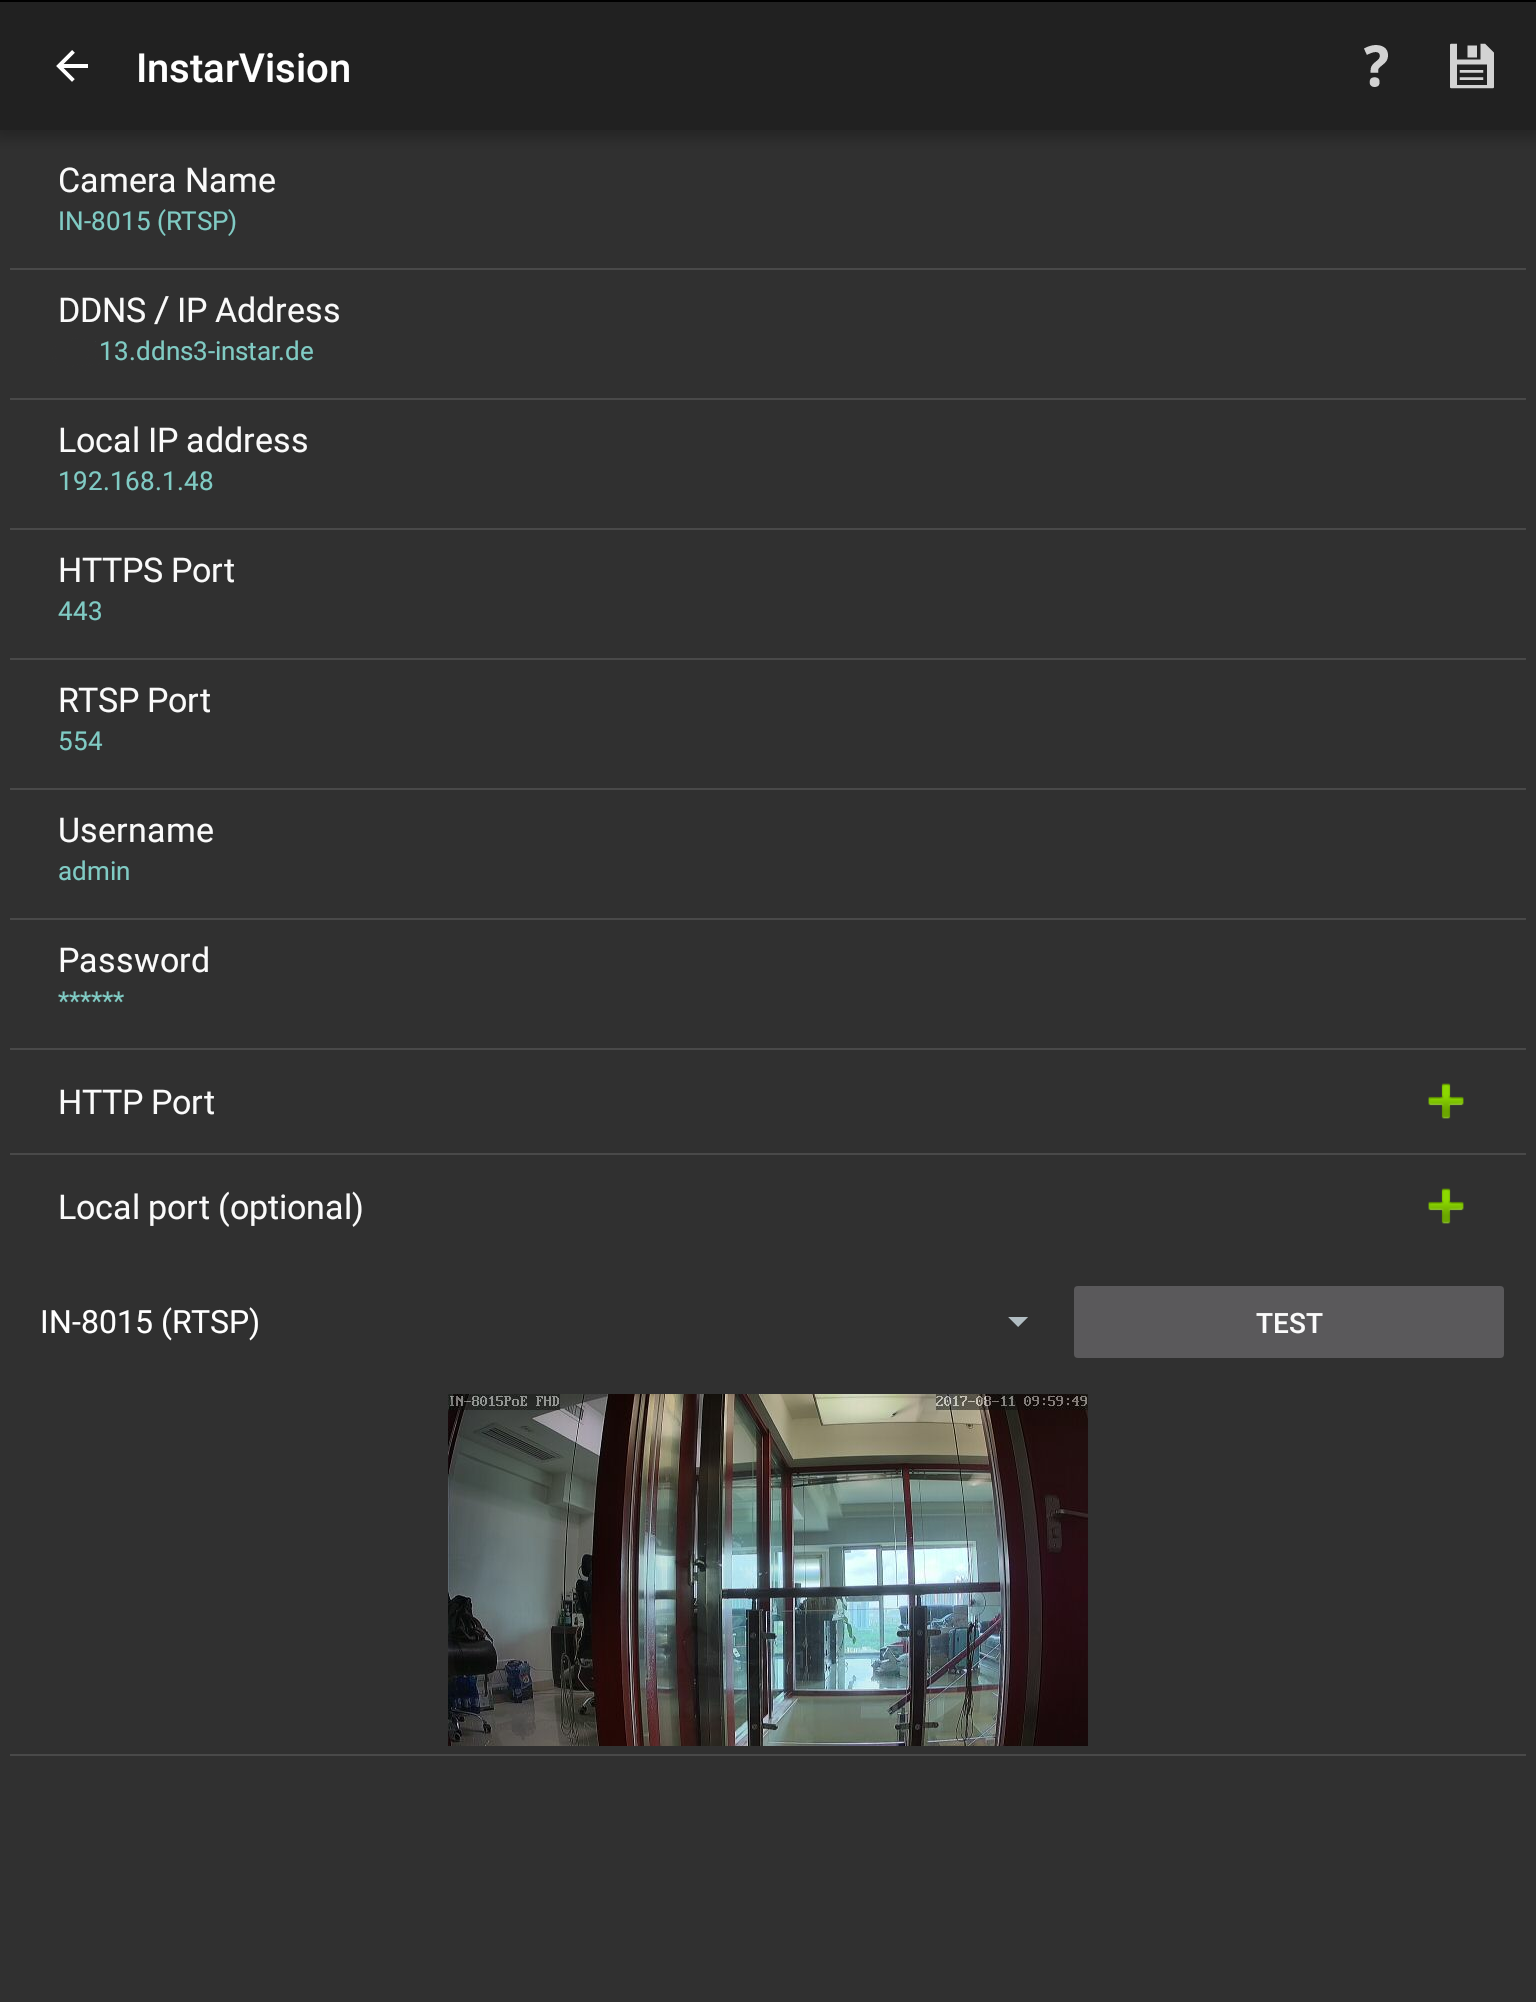 InstarVision
Camera Name
IN-8015 (RTSP)
DDNS / IP Address
13.ddns3-instar.de
Local IP address
192.168.1.48
HTTPS Port
443
RTSP Port
554
Username
admin
Password
******
HTTP Port
Local port (optional)
IN-8015 (RTSP)
TEST
IN-8015PoE FHD
2017-08-11 09:59:49